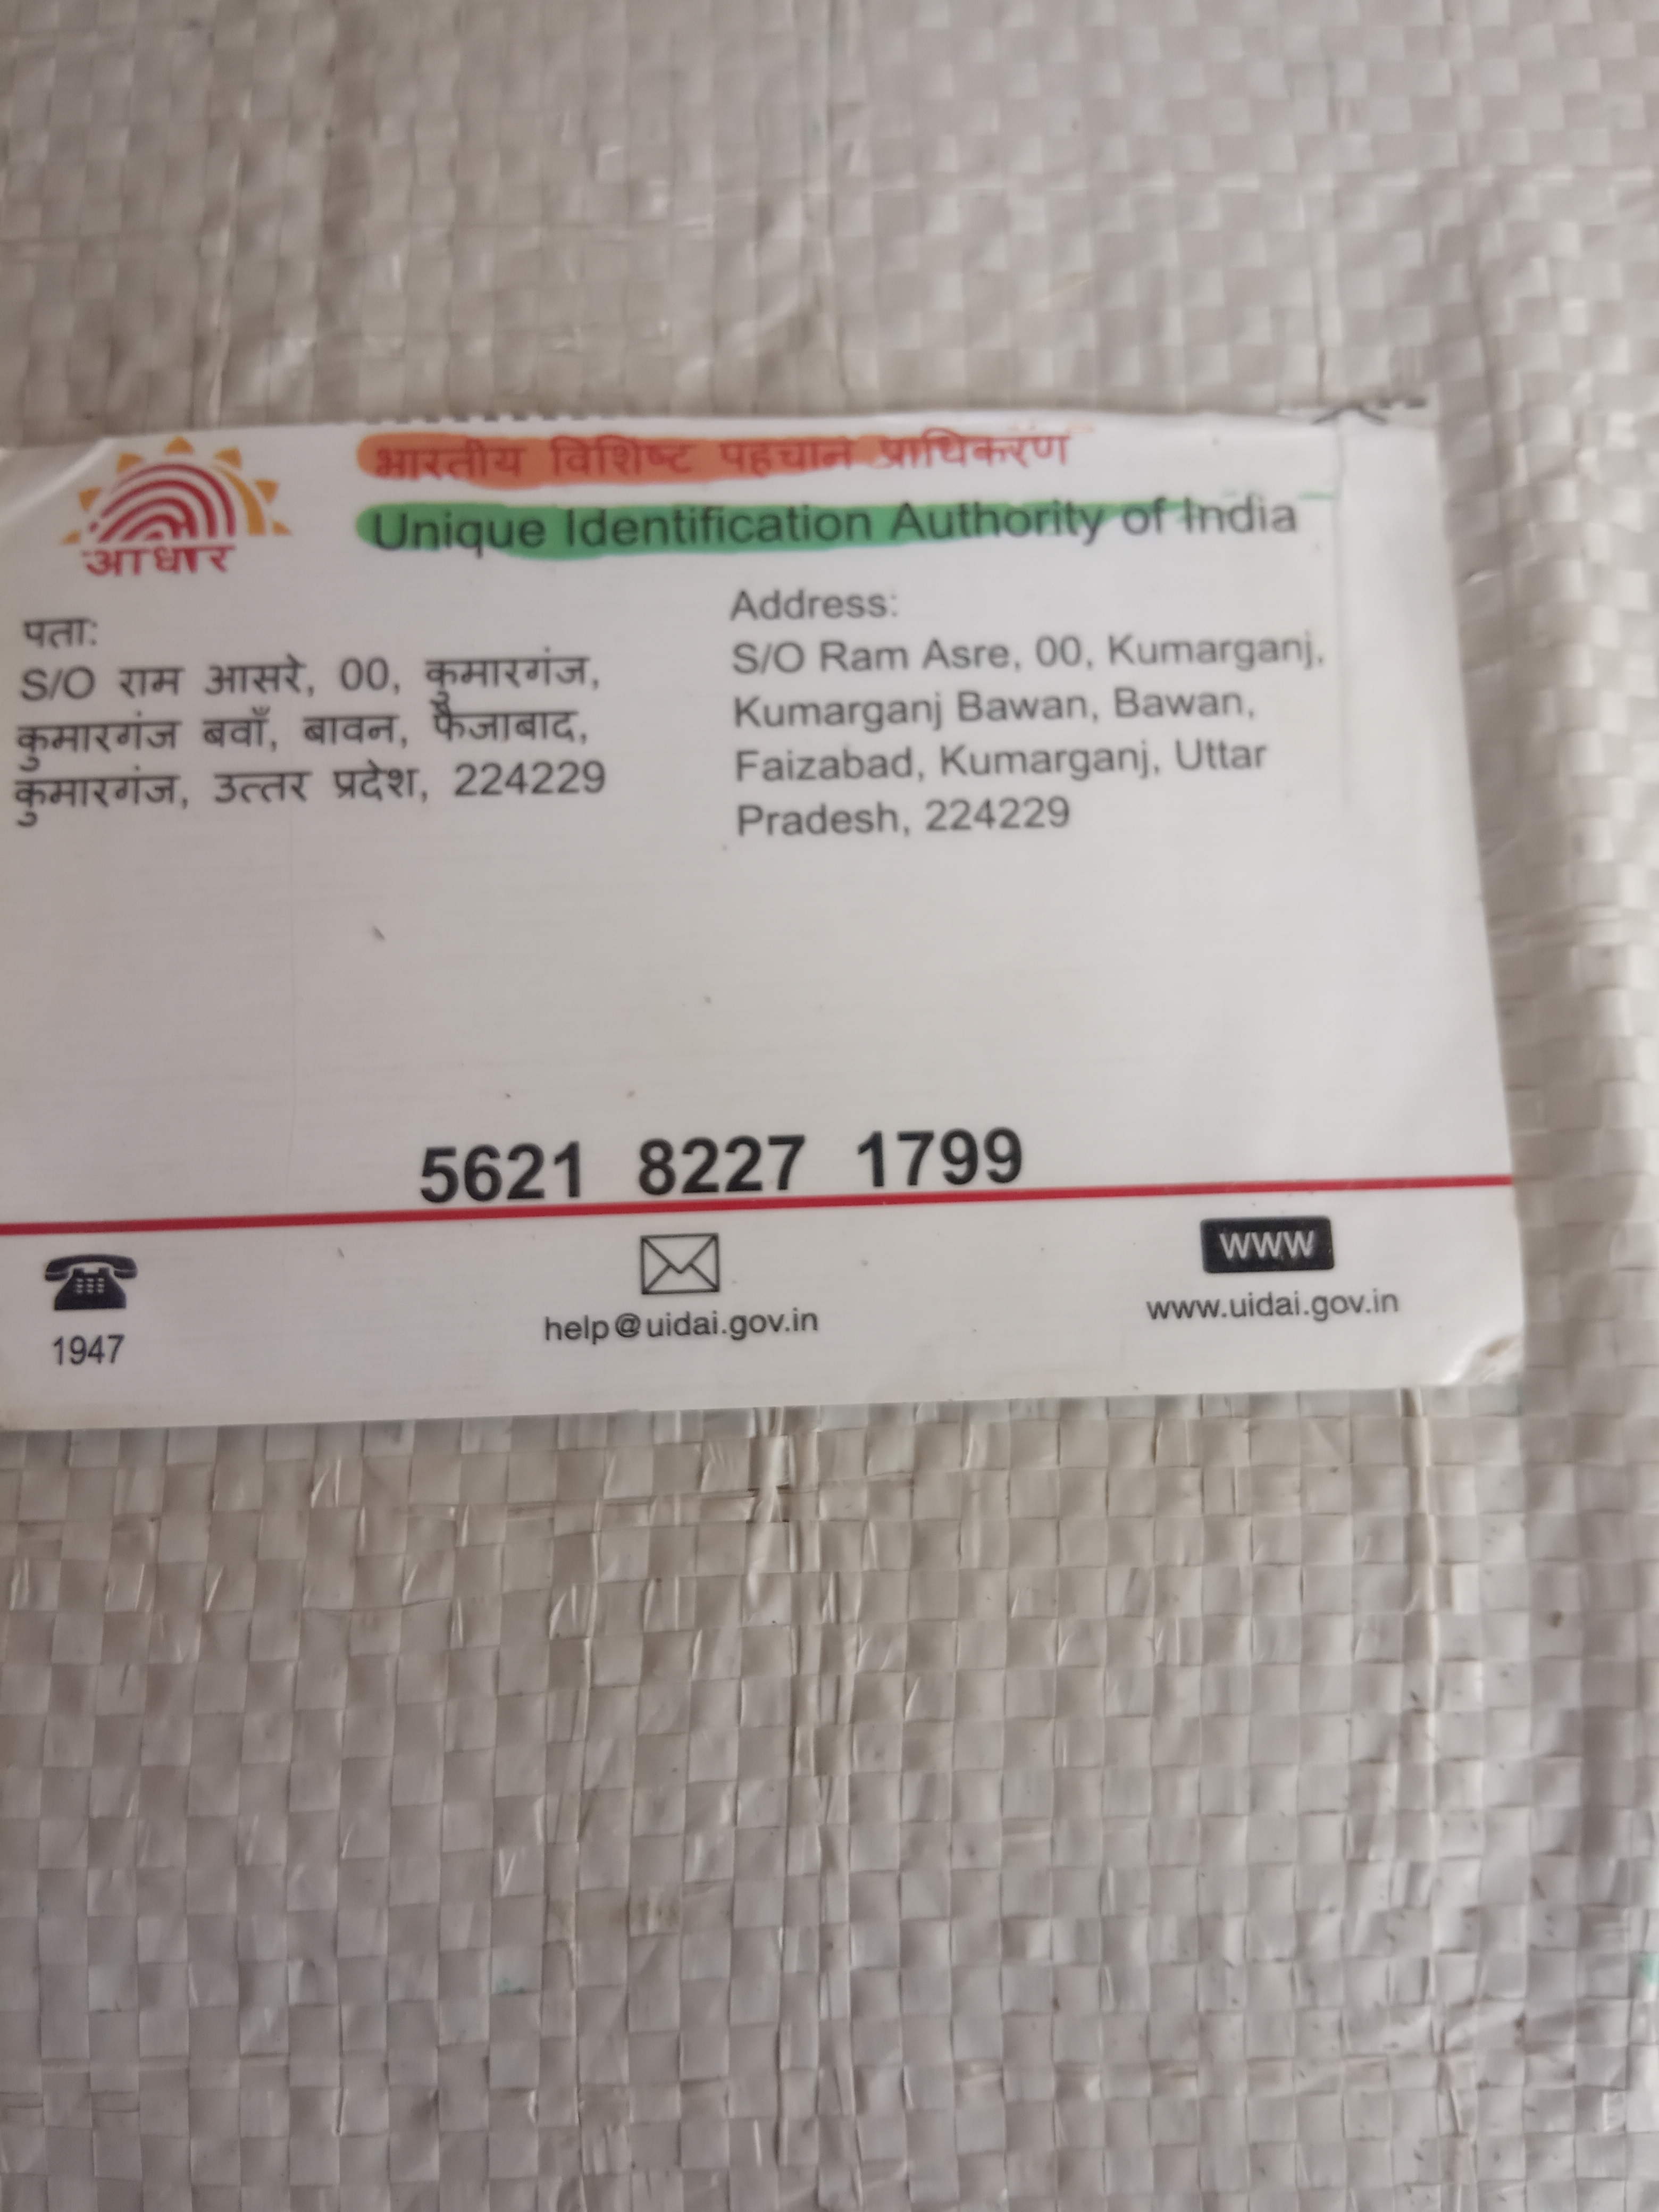 भारतीय विशिष्ट पहचान प्राधिकरण
Unique Identification Authority of India
आधार
पता:
S/O राम आसरे, 00, कुमारगंज,
कुमारगंज बवाँ, बावन, फैजाबाद,
कुमारगंज, उत्तर प्रदेश, 224229
Address:
S/O Ram Asre, 00, Kumarganj,
Kumarganj Bawan, Bawan,
Faizabad, Kumarganj, Uttar
Pradesh, 224229
5621 8227 1799
1947
help@uidai.gov.in
www
www.uidai.gov.in